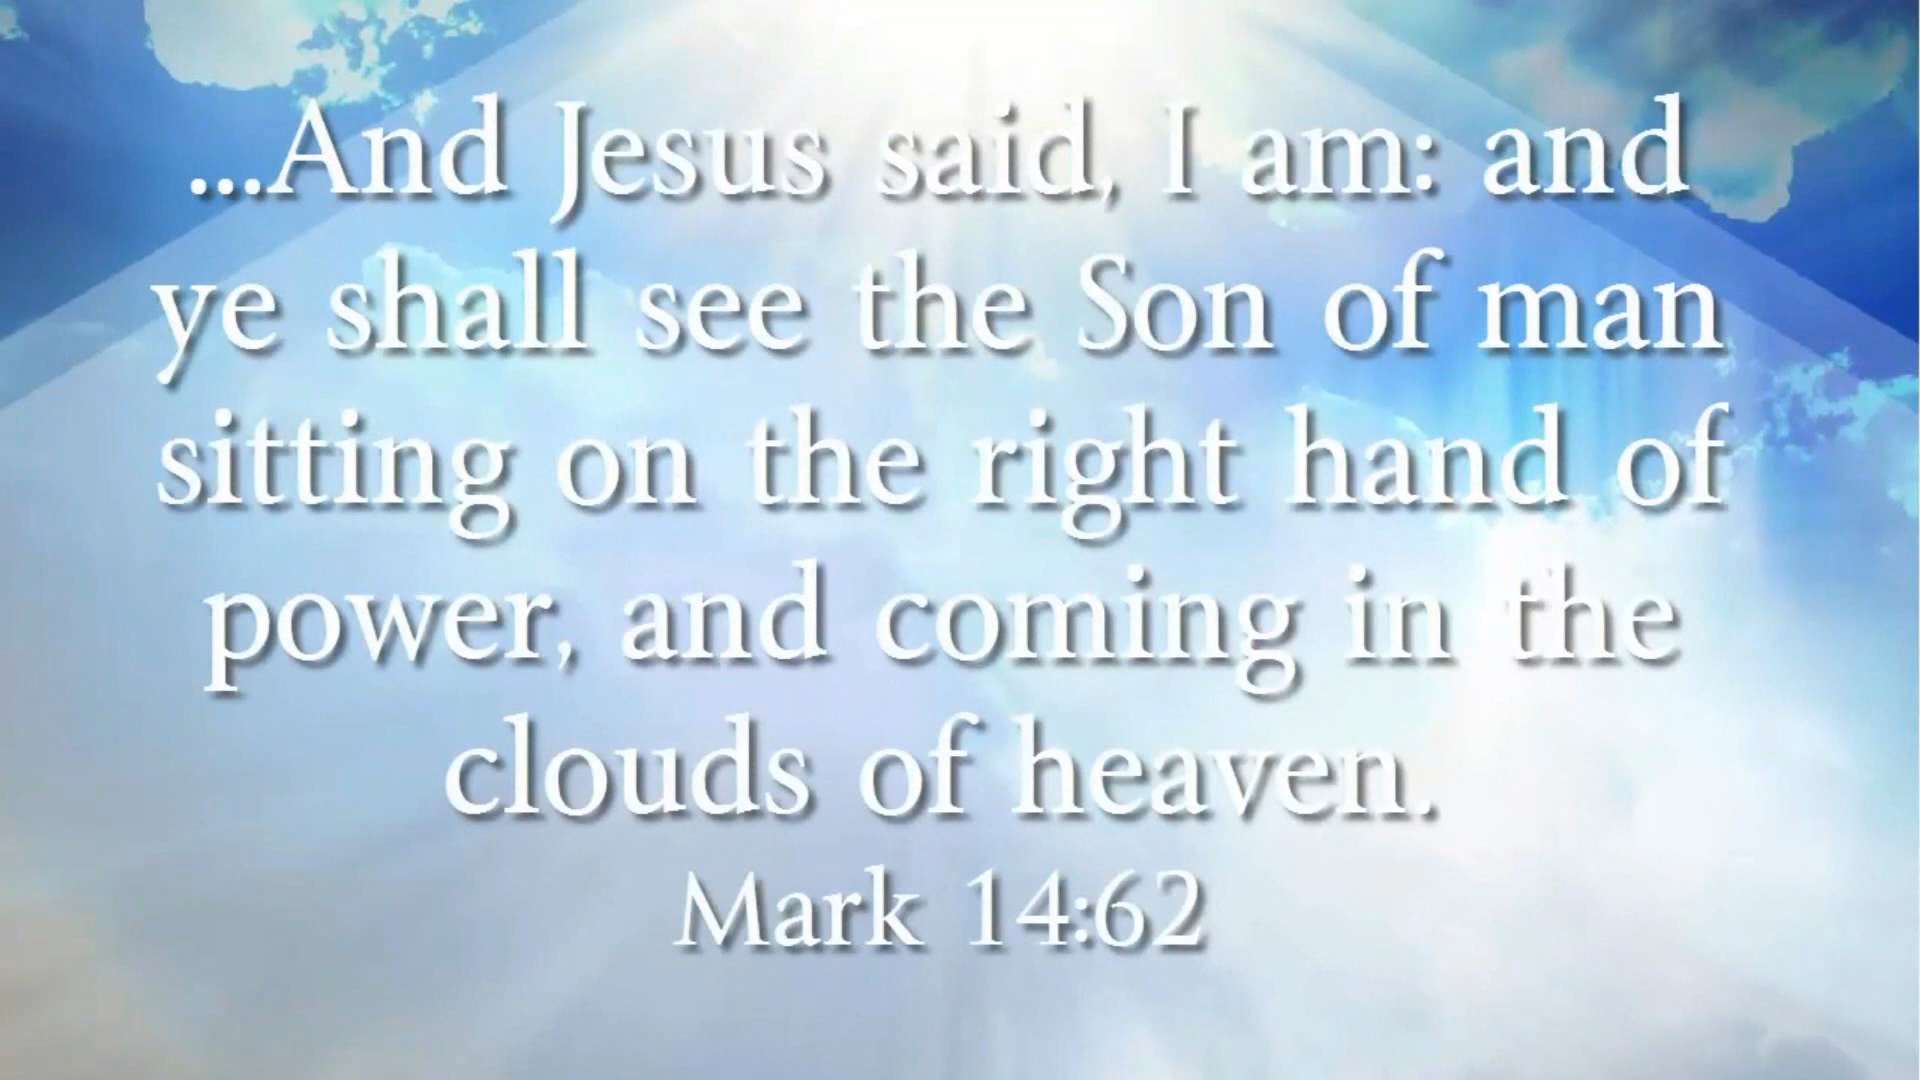 ...And Jesus said, I am: and
ye shall see the Son of man
sitting on the right hand of
power, and coming in the
clouds of heaven.
Mark 14:62